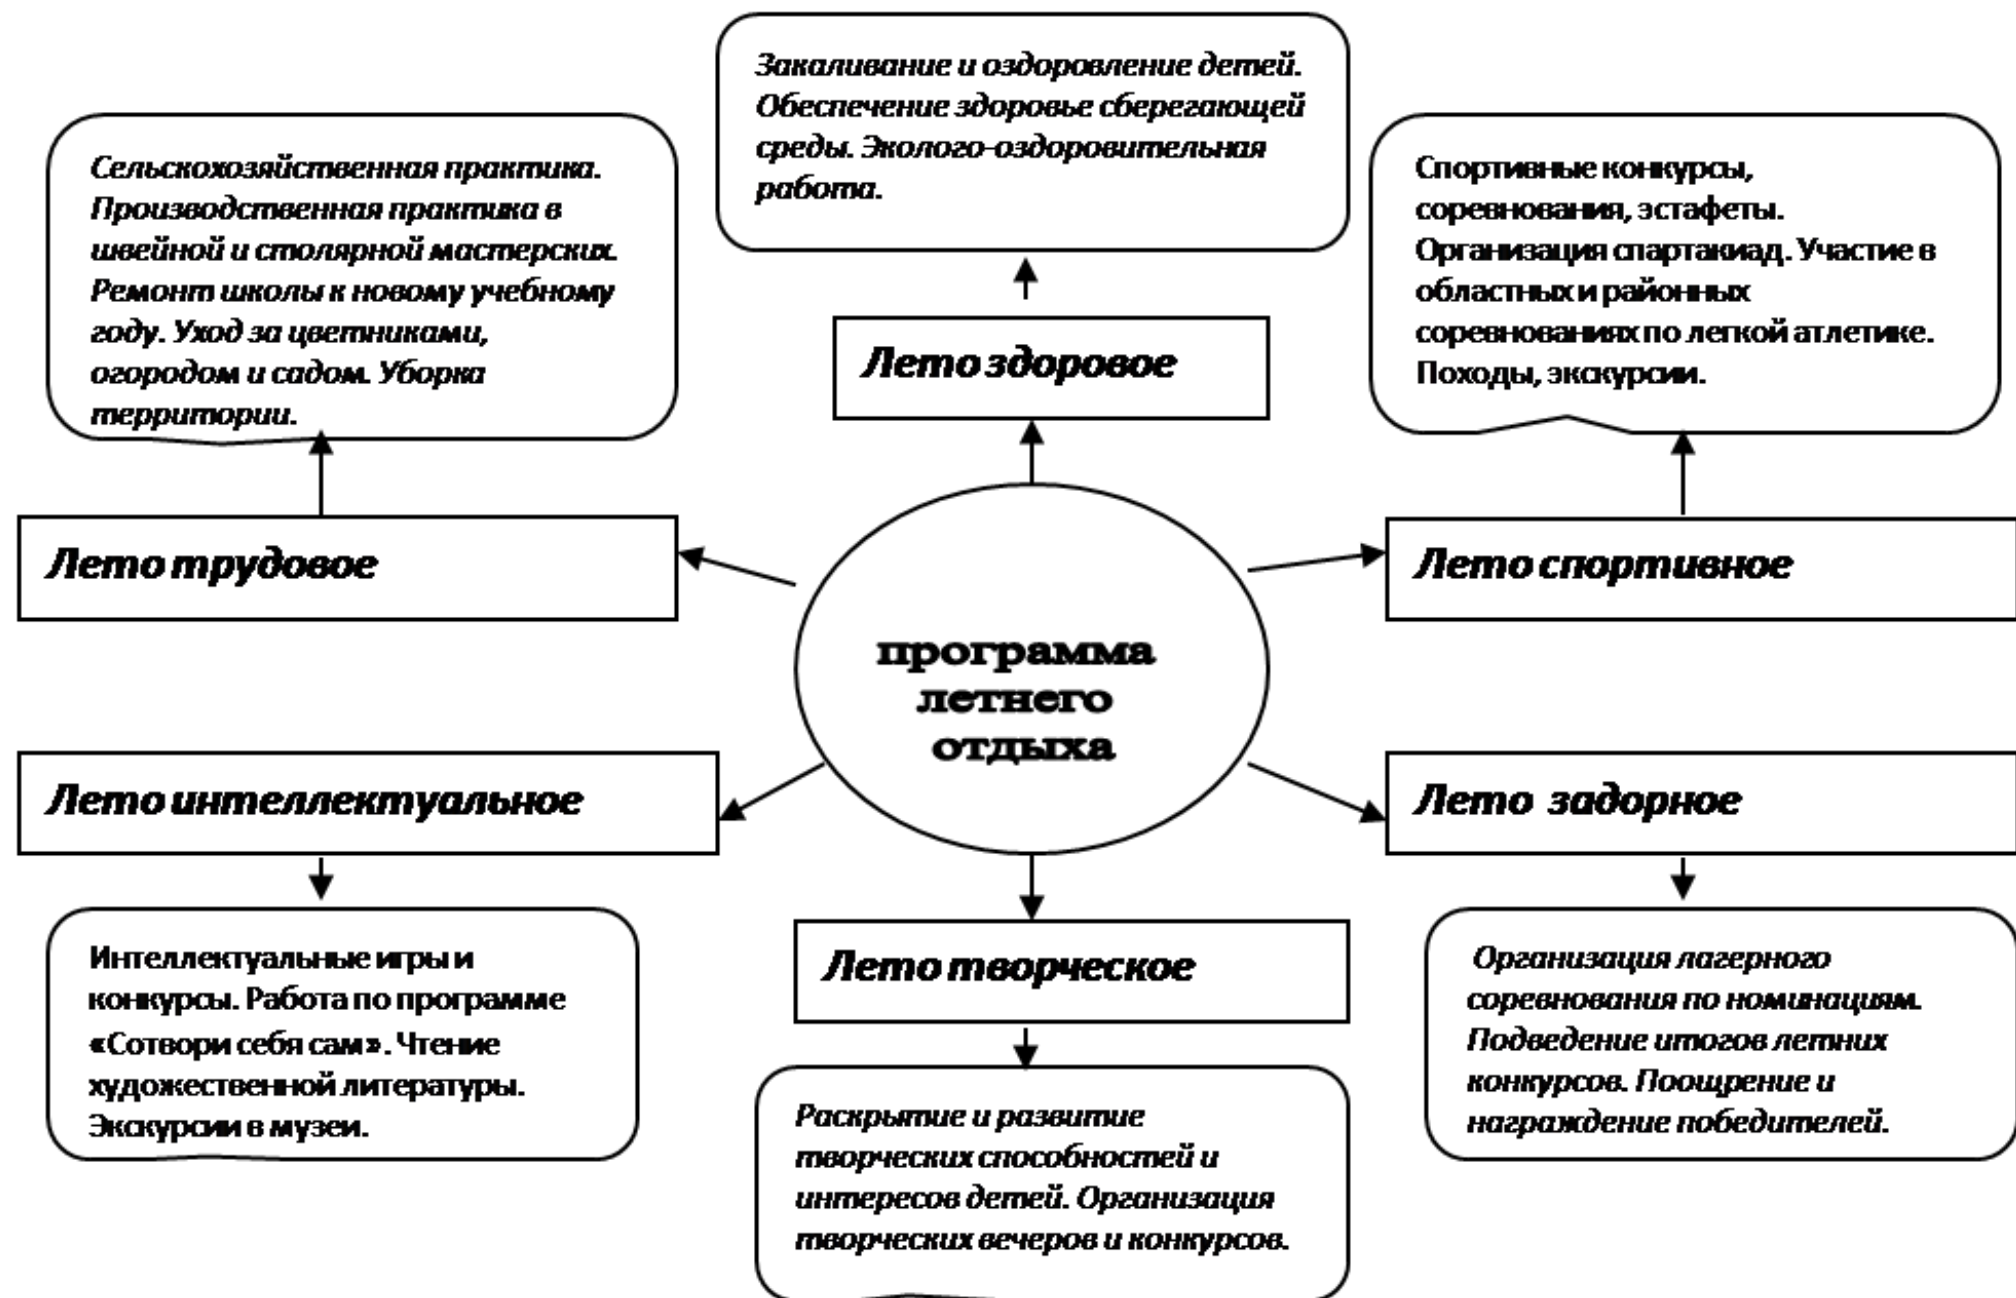 Закаливание и оздоровление детей.
Обеспечение здоровье сберегающей
среды. Эколого-оздоровительная
работа.
Сельскохозяйственная практика.
Производственная практика в
швейной и столярной мастерских.
Ремонт школы к новому учебному
году. Уход за цветниками,
огородом и садом. Уборка
территории.
Спортивные конкурсы,
соревнования, эстафеты.
Организация спартакиад. Участие в
областных и районных
соревнованиях по легкой атлетике.
Походы, экскурсии.
Лето здоровое
Лето трудовое
Лето спортивное
программа
летнего
отдыха
Лето интеллектуальное
Лето задорное
Интеллектуальные игры и
конкурсы. Работа по программе
«Сотвори себя сам». Чтение
художественной литературы.
Экскурсии в музеи.
Лето творческое
Организация лагерного
соревнования по номинациям.
Подведение итогов летних
конкурсов. Поощрение и
награждение победителей.
Раскрытие и развитие
творческих способностей и
интересов детей. Организация
творческих вечеров и конкурсов.